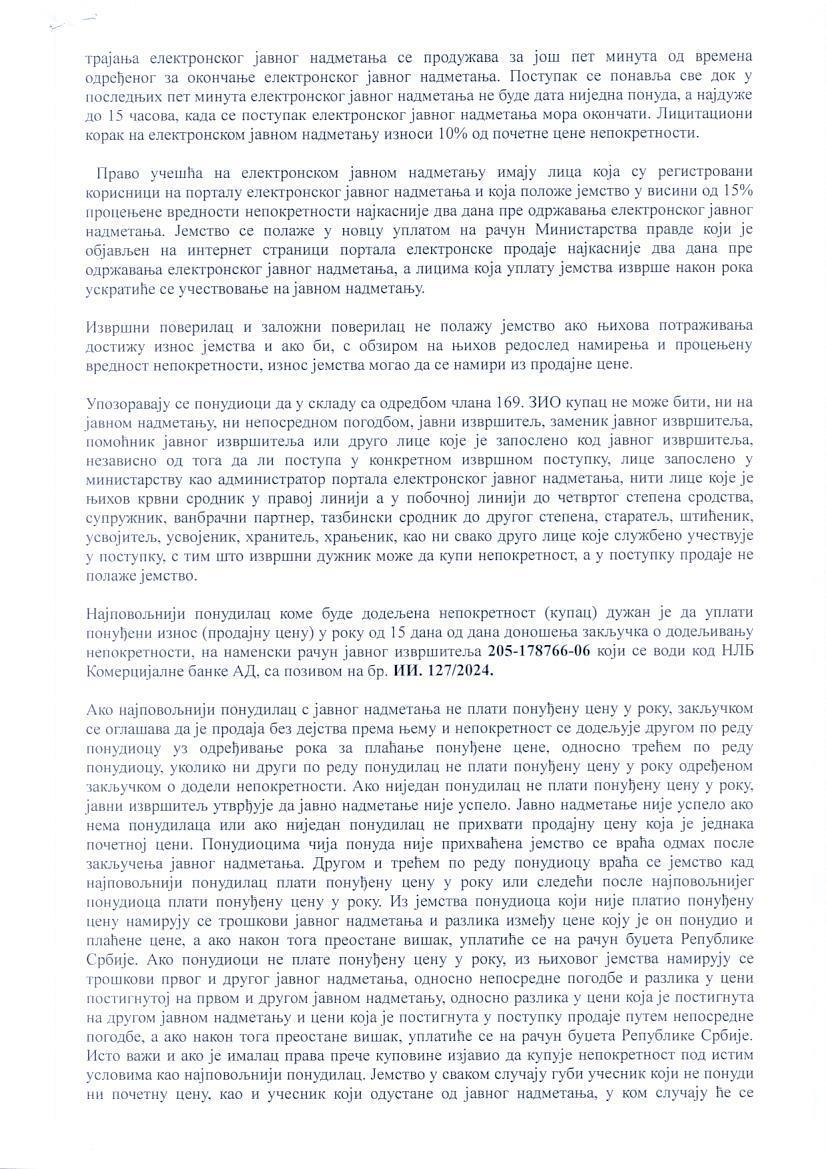 трајања електронског јавног надметања се продужава за још пет минута од времена
одређеног за окончање електронског јавног надметања. Поступак се понавља све док у
последњих пет минута електронског јавног надметања не буде дата ниједна понуда, а најдуже
до 15 часова, када се поступак електронског јавног надметања мора окончати. Лицитациони
корак на електронском јавном надметању износи 10% од почетне цене непокретности.
Право учешћа на електронском јавном надметању имају лица која су регистровани
корисници на порталу електронског јавног надметања и која положе јемство у висини од 15%
процењене вредности непокретности најкасније два дана пре одржавања електронског јавног
надметања. Јемство се полаже у новцу уплатом на рачун Министарства правде који је
објављен на интернет страници портала електронске продаје најкасније два дана пре
одржавања електронског јавног надметања, а лицима која уплату јемства изврше након рока
ускратиће се учествовање на јавном надметању.
Извршни поверилац и заложни поверилац не полажу јемство ако њихова потраживања
достижу износ јемства и ако би, с обзиром на њихов редослед намирења и процењену
вредност непокретности, износ јемства могао да се намири из продајне цене.
Упозоравају се понудиоци да у складу са одредбом члана 169. ЗИО купац не може бити, ни на
јавном надметању, ни непосредном погодбом, јавни извршитељ, заменик јавног извршитеља,
помоћник јавног извршитеља или друго лице које је запослено код јавног извршитеља,
независно од тога да ли поступа у конкретном извршном поступку, лице запослено у
министарству као администратор портала електронског јавног надметања, нити лице које је
њихов крвни сродник у правој линији а у побочној линији до четвртог степена сродства,
супружник, ванбрачни партнер, тазбински сродник до другог степена, старатељ, штићеник,
усвојитељ, усвојеник, хранитељ, храњеник, као ни свако друго лице које службено учествује
у поступку, с тим што извршни дужник може да купи непокретност, а у поступку продаје не
полаже јемство.
Најповољнији понудилац коме буде додељена непокретност (купац) дужан је да уплати
понуђени износ (продајну цену) у року од 15 дана од дана доношења закључка о додељивању
непокретности, на наменски рачун јавног извршитеља 205-178766-06 који се води код НЛБ
Комерцијалне банке АД, са позивом на бр. ИИ. 127/2024.
Ако најповољнији понудилац с јавног надметања не плати понуђену цену у року, закључком
се оглашава да је продаја без дејства према њему и непокретност се додељује другом по реду
понудиоцу уз одређивање рока за плаћање понуђене цене, односно трећем по реду
понудиоцу, уколико ни други по реду понудилац не плати понуђену цену у року одређеном
закључком о додели непокретности. Ако ниједан понудилац не плати понуђену цену у року,
јавни извршитељ утврђује да јавно надметање није успело. Јавно надметање није успело ако
нема понудилаца или ако ниједан понудилац не прихвати продајну цену која је једнака
почетној цени. Понудиоцима чија понуда није прихваћена јемство се враћа одмах после
закључења јавног надметања. Другом и трећем по реду понудиоцу враћа се јемство кад
најповољнији понудилац плати понуђену цену у року или следећи после најповољнијег
понудиоца плати понуђену цену у року. Из јемства понудиоца који није платио понуђену
цену намирују се трошкови јавног надметања и разлика између цене коју је он понудио и
плаћене цене, а ако након тога преостане вишак, уплатиће се на рачун буџета Републике
Србије. Ако понудиоци не плате понуђену цену у року, из њиховог јемства намирују се
трошкови првог и другог јавног надметања, односно непосредне погодбе и разлика у цени
постигнутој на првом и другом јавном надметању, односно разлика у цени која је постигнута
на другом јавном надметању и цени која је постигнута у поступку продаје путем непосредне
погодбе, а ако након тога преостане вишак, уплатиће се на рачун буџета Републике Србије.
Исто важи и ако је ималац права прече куповине изјавио да купује непокретност под истим
условима као најповољнији понудилац. Јемство у сваком случају губи учесник који не понуди
ни почетну цену, као и учесник који одустане од јавног надметања, у ком случају ће се